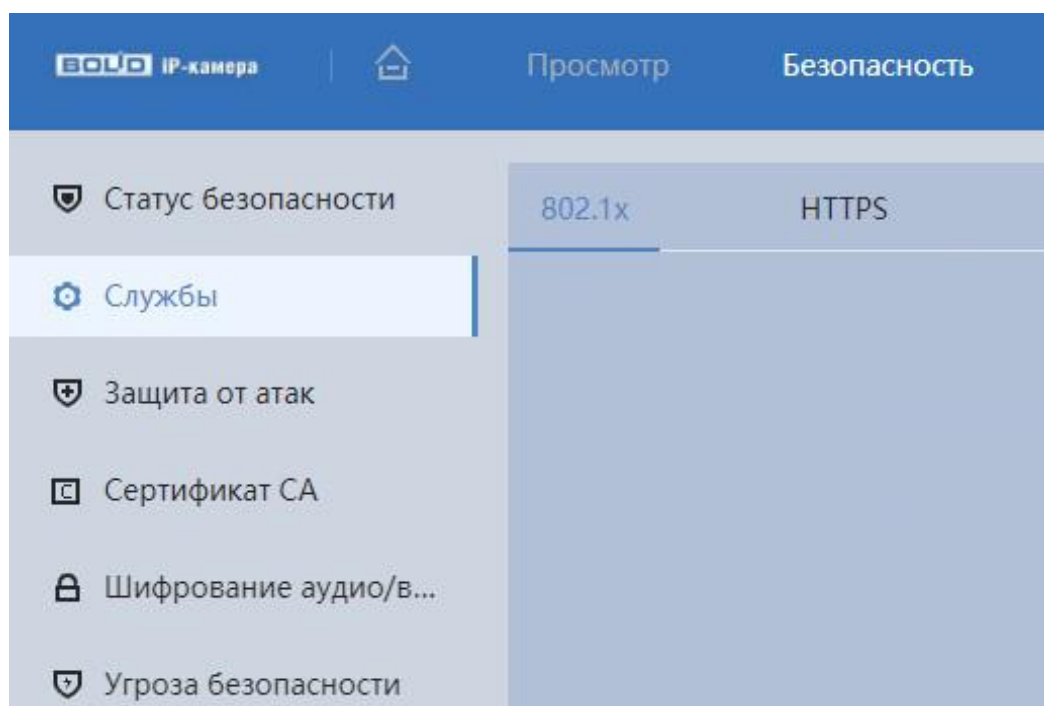 BOLID IP-камера
Просмотр
Безопасность
Статус безопасности
802.1x
HTTPS
Службы
Защита от атак
C
Сертификат CA
Шифрование аудио/в...
Угроза безопасности